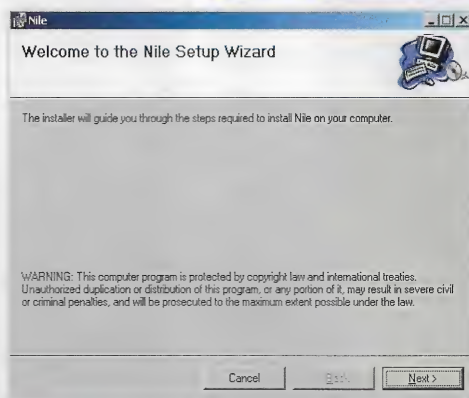 Nile
Welcome to the Nile Setup Wizard
The installer will guide you through the steps required to install Nile on your computer.
WARNING: This computer program is protected by copyright law and international treaties.
Unauthorized duplication or distribution of this program, or any portion of it, may result in severe civil
or criminal penalties, and will be prosecuted to the maximum extent possible under the law.
Cancel
Back
Next >